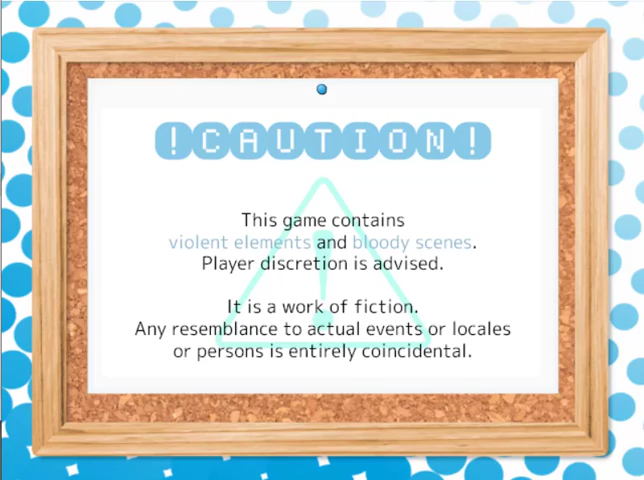 !CAUTION!
This game contains
violent elements and bloody scenes.
Player discretion is advised.
It is a work of fiction.
Any resemblance to actual events or locales
or persons is entirely coincidental.